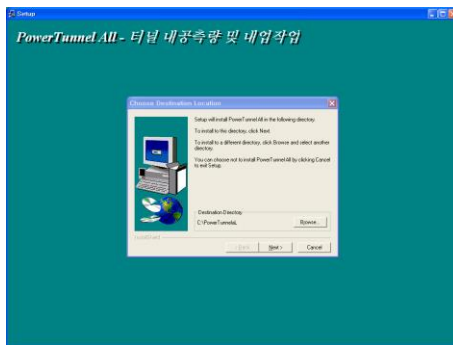 Setup
PowerTunnel All - 터널 내공측량 및 내업작업
Choose Destination Location
Setup will install PowerTunnel All in the following directory.
To install to this directory, click Next.
To install to a different directory, click Browse and select another
directory.
You can choose not to install PowerTunnel All by clicking Cancel
to exit Setup.
Destination Directory
Browse...
InstallShield
< Back
Next >
Cancel